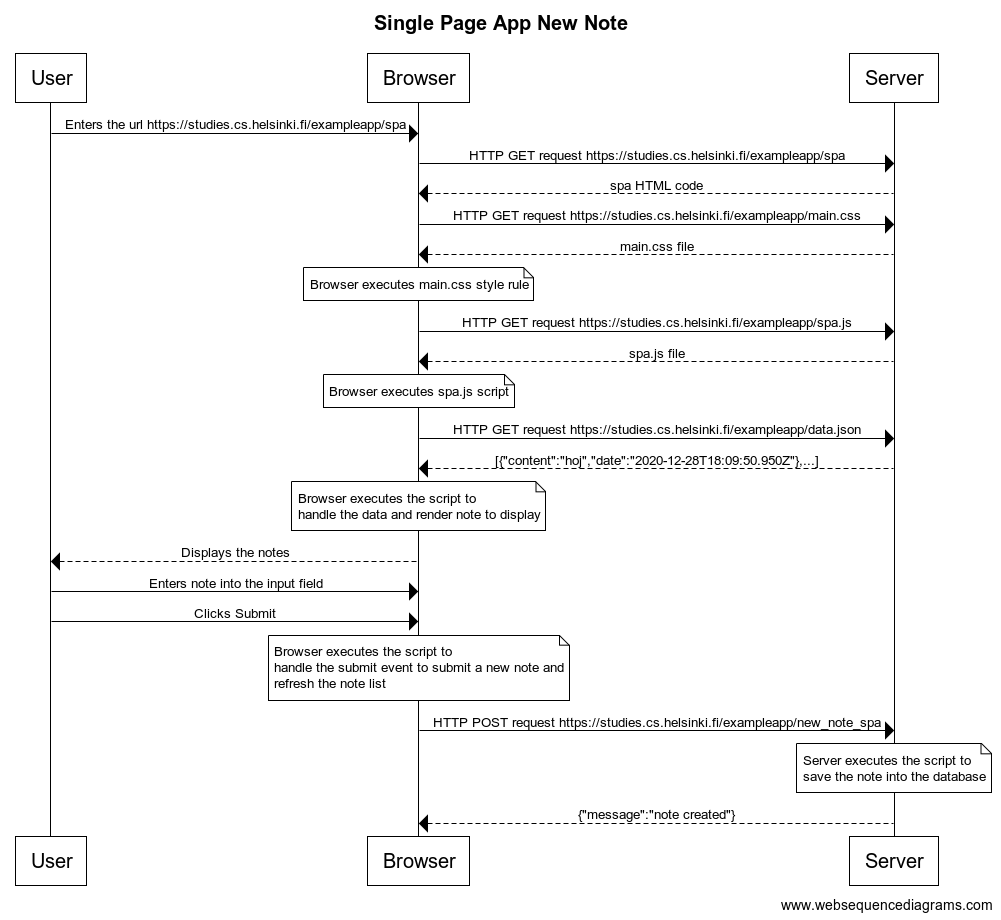 Single Page App New Note
User
Browser
Server
Enters the url https://studies.cs.helsinki.fi/exampleapp/spa
HTTP GET request https://studies.cs.helsinki.fi/exampleapp/spa
spa HTML code
HTTP GET request https://studies.cs.helsinki.fi/exampleapp/main.css
main.css file
Browser executes main.css style rule
HTTP GET request https://studies.cs.helsinki.fi/exampleapp/spa.js
spa.js file
Browser executes spa.js script
HTTP GET request https://studies.cs.helsinki.fi/exampleapp/data.json
[{"content":"hoj","date":"2020-12-28T18:09:50.950Z"},...]
Browser executes the script to
handle the data and render note to display
Displays the notes
Enters note into the input field
Clicks Submit
Browser executes the script to
handle the submit event to submit a new note and
refresh the note list
HTTP POST request https://studies.cs.helsinki.fi/exampleapp/new_note_spa
Server executes the script to
save the note into the database
{"message":"note created"}
User
Browser
Server
www.websequencediagrams.com